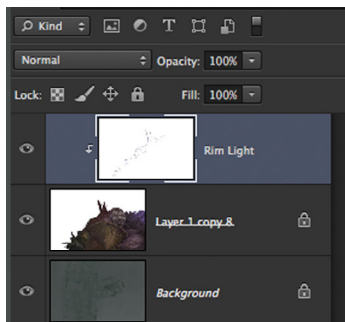 Kind
Normal Opacity: 100%
Lock: Fill: 100%
Rim Light
Layer 1 copy 8
Background